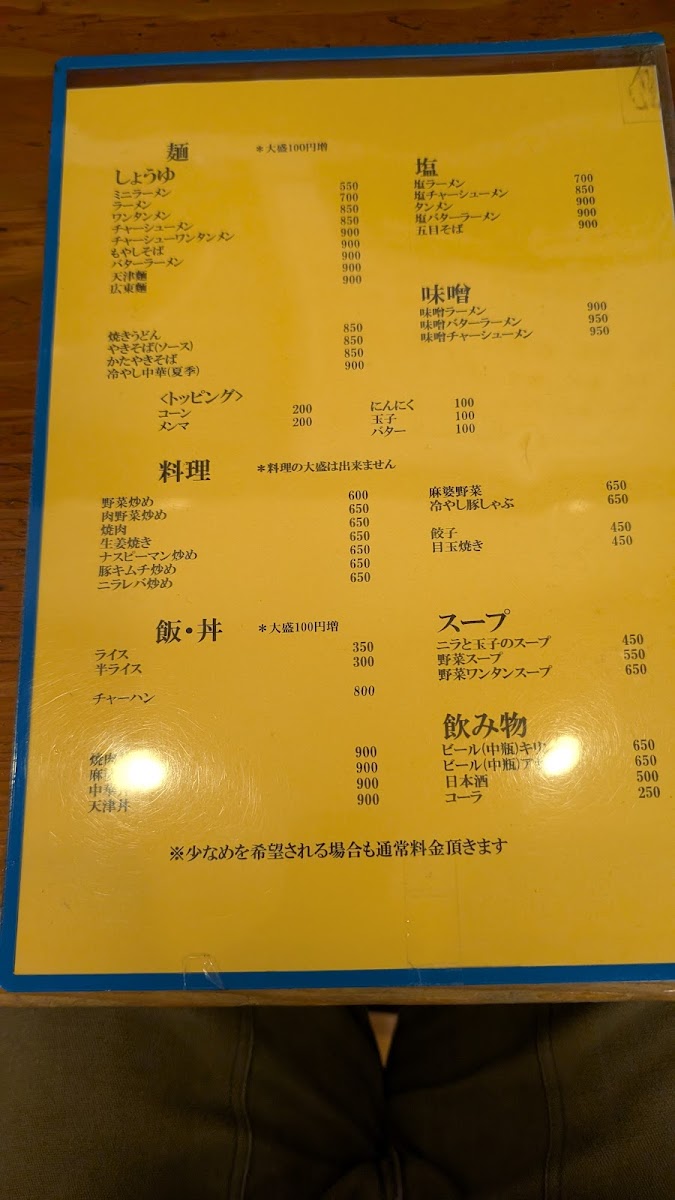 麺 ＊大盛100円増
しょうゆ
ミニラーメン 550
ラーメン 700
ワンタンメン 850
チャーシューメン 850
チャーシューワンタンメン 900
もやしそば 900
バターラーメン 900
天津麺 900
広東麺 900
焼きうどん 850
やきそば(ソース) 850
かたやきそば 850
冷やし中華(夏季) 900
塩
塩ラーメン 700
塩チャーシューメン 850
タンメン 900
塩バターラーメン 900
五目そば 900
味噌
味噌ラーメン 900
味噌バターラーメン 950
味噌チャーシューメン 950
〈トッピング〉
コーン 200
メンマ 200
にんにく 100
玉子 100
バター 100
料理 ＊料理の大盛は出来ません
野菜炒め 600
肉野菜炒め 650
焼肉 650
生姜焼き 650
ナスピーマン炒め 650
豚キムチ炒め 650
ニラレバ炒め 650
麻婆野菜 650
冷やし豚しゃぶ 650
餃子 450
目玉焼き 450
飯・丼 ＊大盛100円増
ライス 350
半ライス 300
チャーハン 800
焼肉 900
900
中華 900
天津丼 900
スープ
ニラと玉子のスープ 450
野菜スープ 550
野菜ワンタンスープ 650
飲み物
ビール(中瓶)キリン 650
ビール(中瓶) 650
日本酒 500
コーラ 250
※少なめを希望される場合も通常料金頂きます